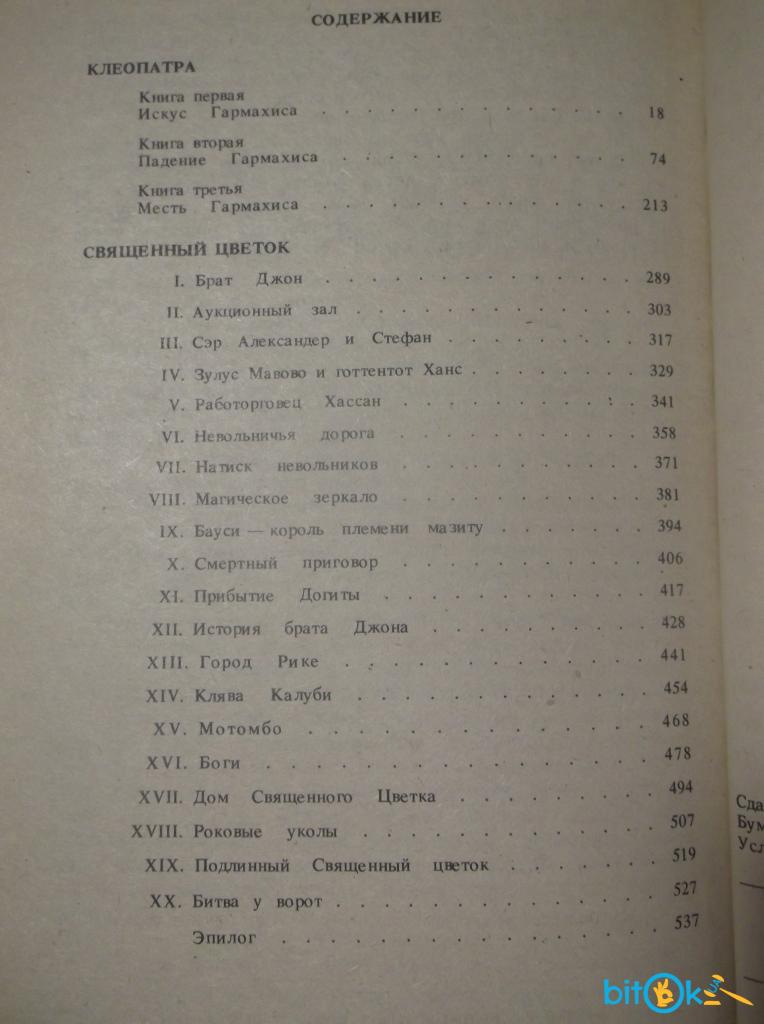 СОДЕРЖАНИЕ
КЛЕОПАТРА
Книга первая
Искус Гармахиса . . . . . . . . . . . . . . 18
Книга вторая
Падение Гармахиса . . . . . . . . . . . . . 74
Книга третья
Месть Гармахиса . . . . . . . . . . . . . . 213
СВЯЩЕННЫЙ ЦВЕТОК
I. Брат Джон . . . . . . . . . . . . . 289
II. Аукционный зал . . . . . . . . . . . . 303
III. Сэр Александер и Стефан . . . . . . . . 317
IV. Зулус Мавово и готтентот Ханс . . . . . . . 329
V. Работорговец Хассан . . . . . . . . . . 341
VI. Невольничья дорога . . . . . . . . . . 358
VII. Натиск невольников . . . . . . . . . . 371
VIII. Магическое зеркало . . . . . . . . . . 381
IX. Бауси — король племени мазиту . . . . . . . 394
X. Смертный приговор . . . . . . . . . . 406
XI. Прибытие Догиты . . . . . . . . . . . 417
XII. История брата Джона . . . . . . . . . 428
XIII. Город Рике . . . . . . . . . . . . 441
XIV. Клява Калуби . . . . . . . . . . . . 454
XV. Мотомбо . . . . . . . . . . . . . 468
XVI. Боги . . . . . . . . . . . . . . . 478
XVII. Дом Священного Цветка . . . . . . . . 494
XVIII. Роковые уколы . . . . . . . . . . . 507
XIX. Подлинный Священный цветок . . . . . . 519
XX. Битва у ворот . . . . . . . . . . . . 527
Эпилог . . . . . . . . . . . . . . 537
Сда
Бум
Усл
bitOk UA